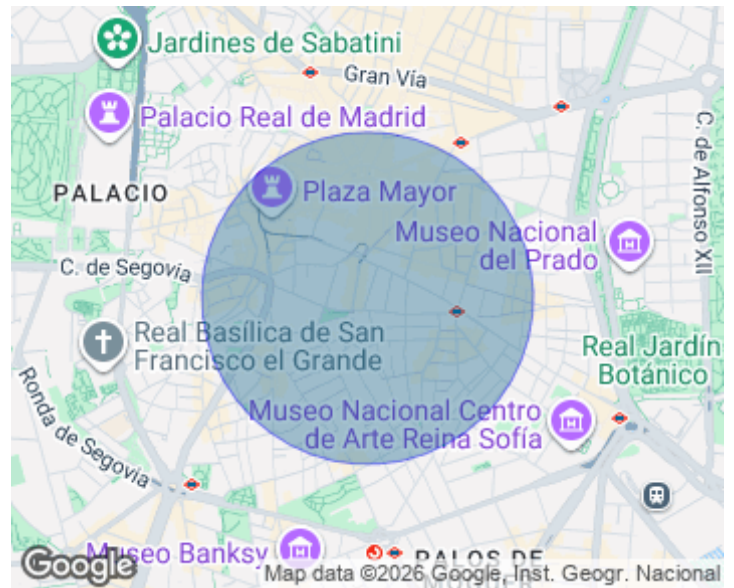 Jardines de Sabatini
Gran Vía
Palacio Real de Madrid
C. de Alfonso XII
PALACIO
Plaza Mayor
Museo Nacional
del Prado
C. de Segovia
Real Basílica de San
Francisco el Grande
Real Jardín
Botánico
Ronda de Segovia
Museo Nacional Centro
de Arte Reina Sofía
Museo Banksy
PALOS DE
Google
Map data ©2026 Google, Inst. Geogr. Nacional